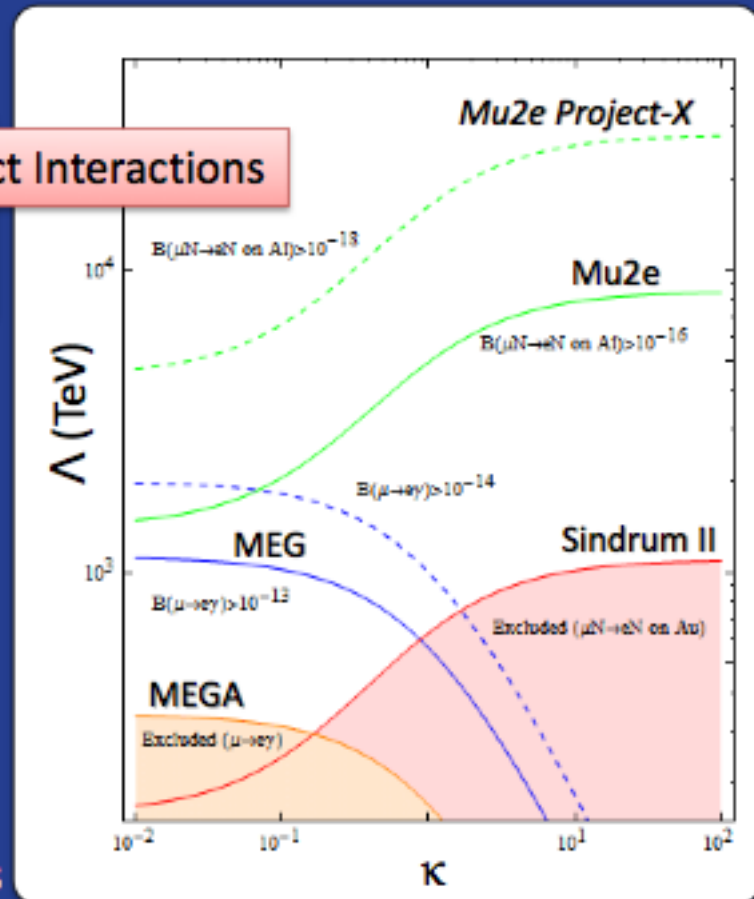 Mu2e Project-X
ct Interactions
B(μN→eN on Al)>10⁻¹⁸
10⁴
Mu2e
B(μN→eN on Al)>10⁻¹⁶
Λ (TeV)
B(μ→eγ)>10⁻¹⁴
MEG
Sindrum II
10³
B(μ→eγ)>10⁻¹³
Excluded (μN→eN on Au)
MEGA
Excluded (μ→eγ)
10⁻² 10⁻¹ 10¹ 10²
κ
s